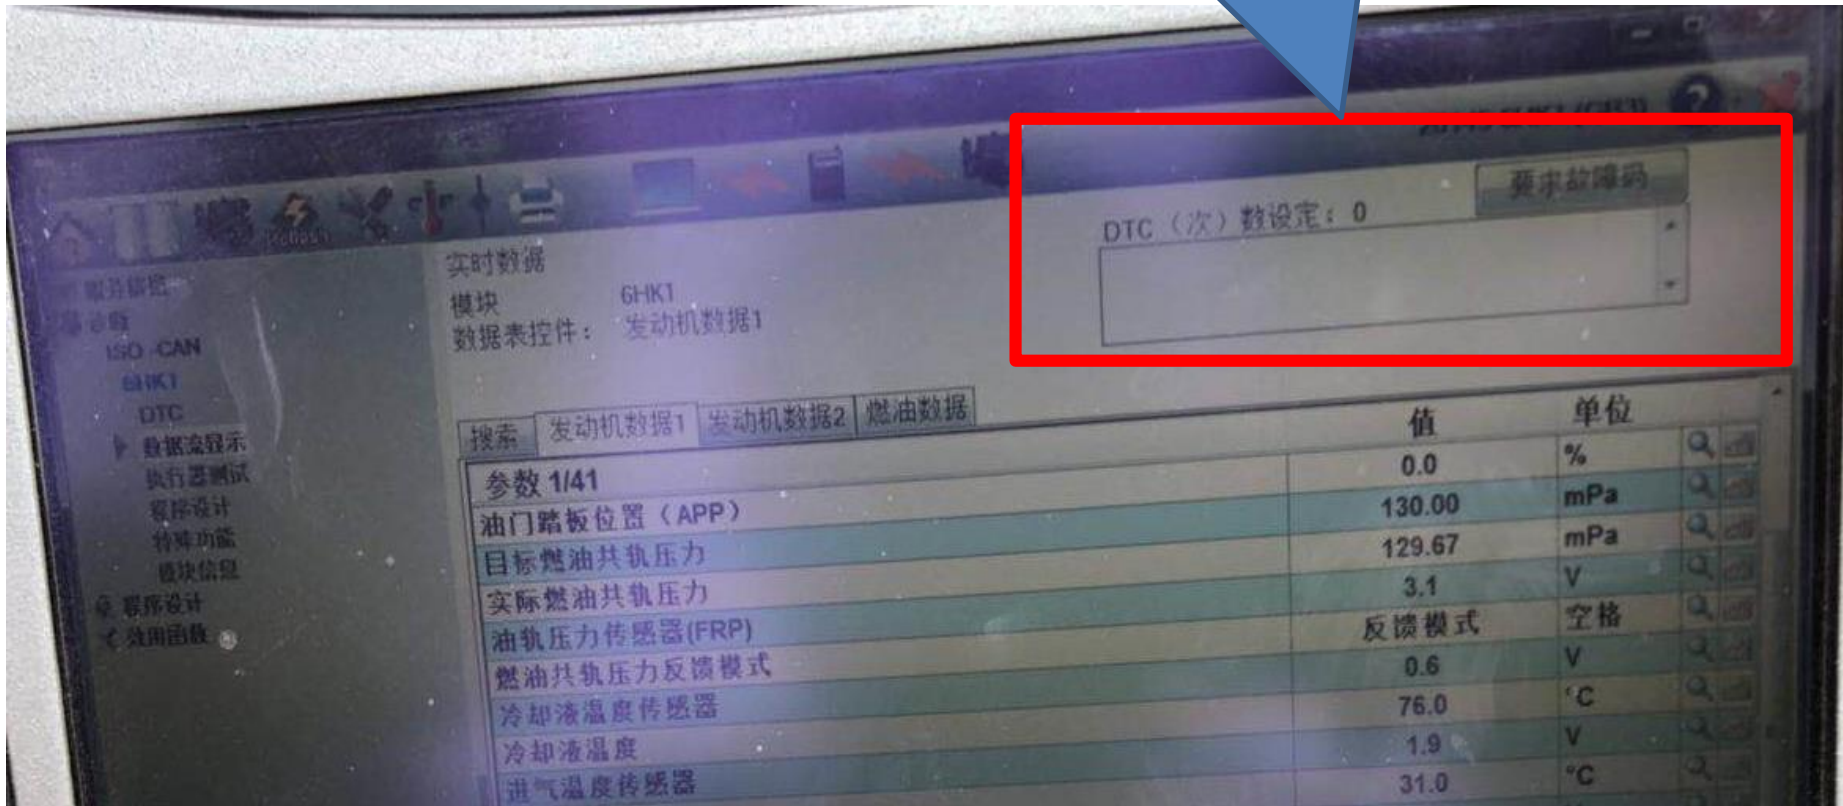 要求故障码
DTC（次）数设定：0
实时数据
模块 6HK1
数据表控件： 发动机数据1
ISO -CAN
6HK1
DTC
数据流显示
执行器测试
程序设计
特殊功能
模块信息
程序设计
效用函数
搜索 发动机数据1 发动机数据2 燃油数据
值 单位
参数 1/41 0.0 %
油门踏板位置（APP） 130.00 mPa
目标燃油共轨压力 129.67 mPa
实际燃油共轨压力 3.1 V
油轨压力传感器(FRP) 反馈模式 空格
燃油共轨压力反馈模式 0.6 V
冷却液温度传感器 76.0 °C
冷却液温度 1.9 V
进气温度传感器 31.0 °C